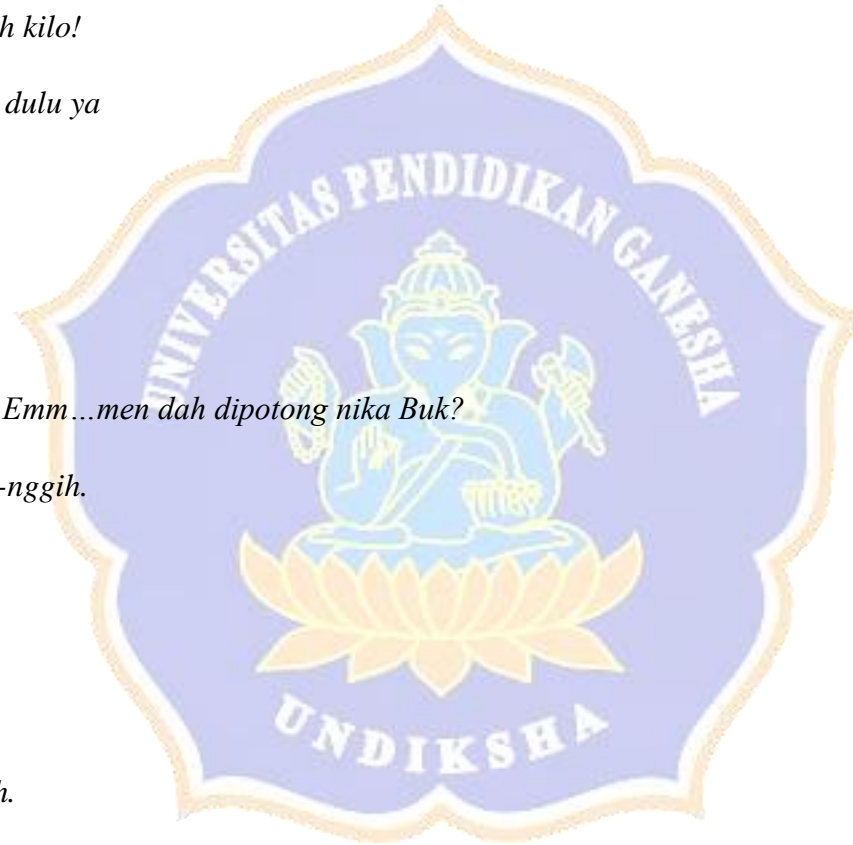 h kilo!
dulu ya
UNIVERSITAS PENDIDIKAN GANESHA
Emm…men dah dipotong nika Buk?
-nggih.
UNDIKSHA
h.